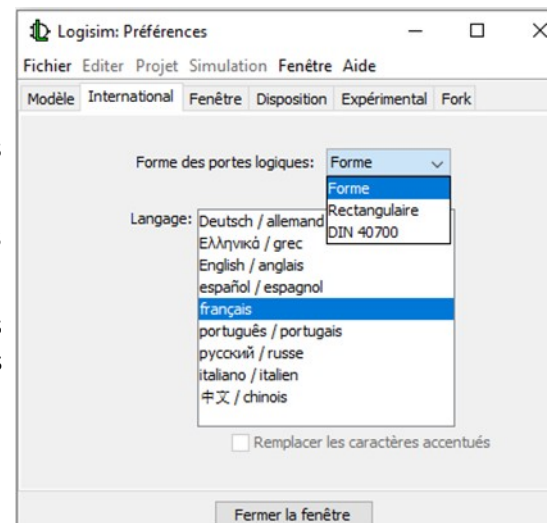 Logisim: Préférences
Fichier Editer Projet Simulation Fenêtre Aide
Modèle International Fenêtre Disposition Expérimental Fork
Forme des portes logiques: Forme
Forme
Rectangulaire
DIN 40700
Langage:
Deutsch / allemand
Ελληνικά / grec
English / anglais
español / espagnol
français
português / portugais
русский / russe
italiano / italien
中文 / chinois
Remplacer les caractères accentués
Fermer la fenêtre